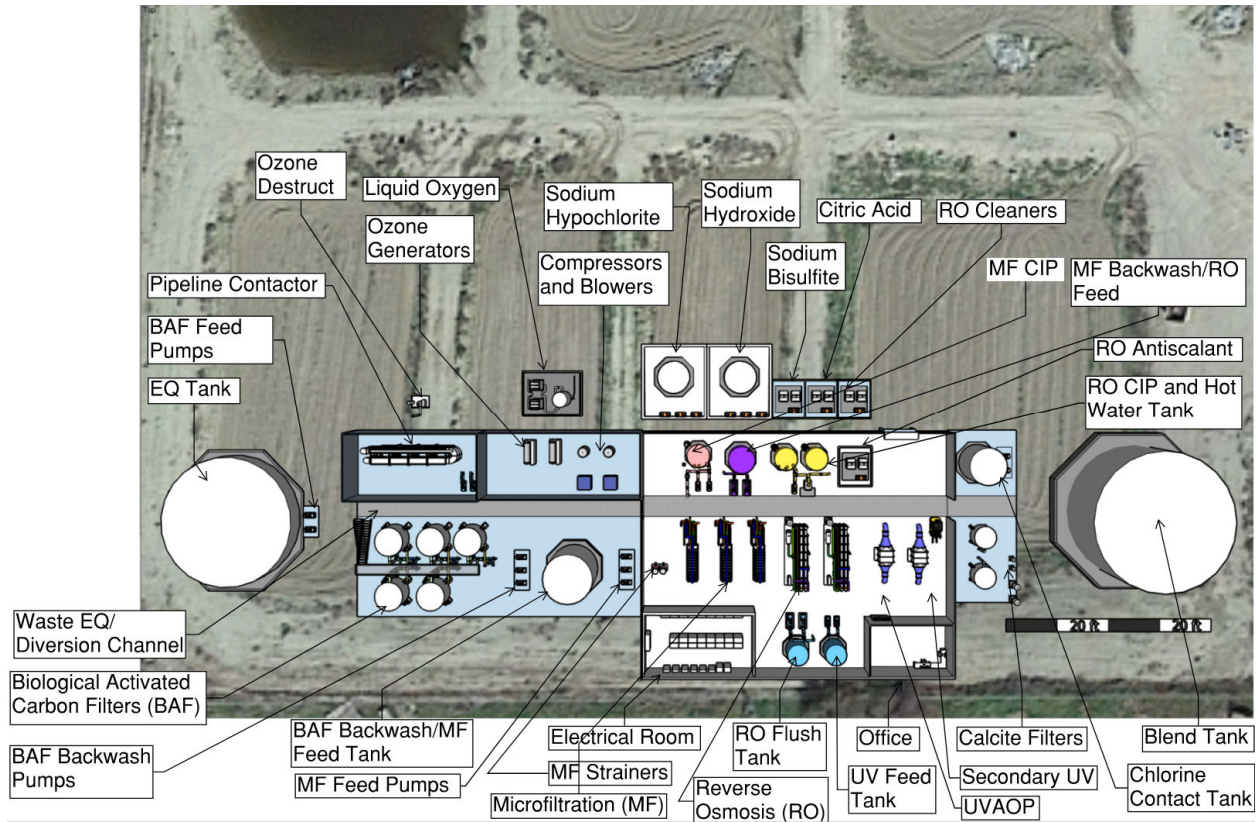 Top
Ozone
Destruct
Liquid Oxygen
Ozone
Generators
Sodium
Hypochlorite
Sodium
Hydroxide
Citric Acid
RO Cleaners
Compressors
and Blowers
Sodium
Bisulfite
MF CIP
MF Backwash/RO
Feed
Pipeline Contactor
BAF Feed
Pumps
RO Antiscalant
EQ Tank
RO CIP and Hot
Water Tank
20 ft
20 ft
Waste EQ/
Diversion Channel
Biological Activated
Carbon Filters (BAF)
BAF Backwash
Pumps
BAF Backwash/MF
Feed Tank
MF Feed Pumps
Electrical Room
MF Strainers
Microfiltration (MF)
RO Flush
Tank
Reverse
Osmosis (RO)
Office
UV Feed
Tank
Calcite Filters
Secondary UV
UVAOP
Blend Tank
Chlorine
Contact Tank